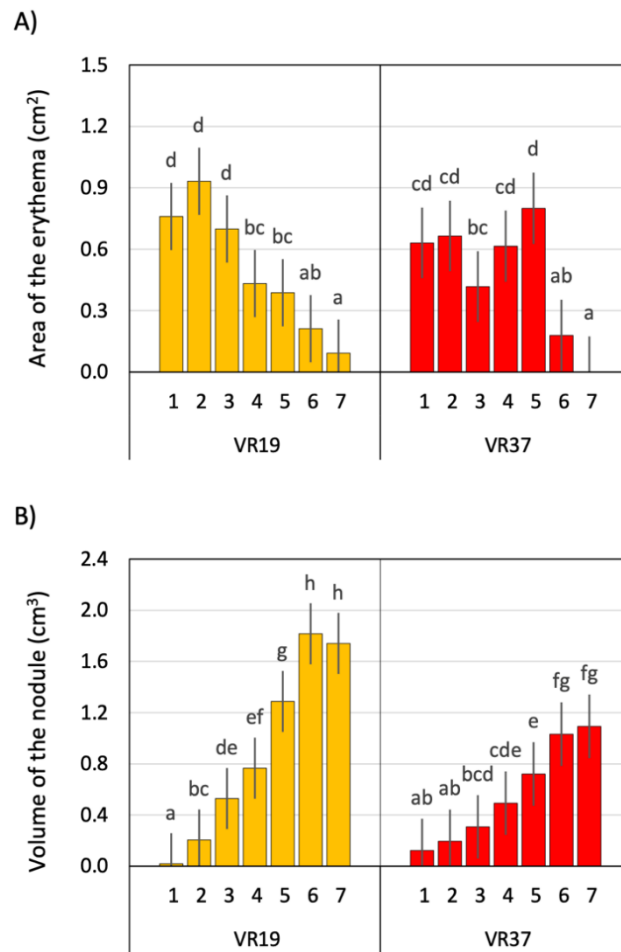 A)
Area of the erythema (cm²)
1.5
1.2
0.9
0.6
0.3
0.0
d d d bc bc ab a
cd cd bc cd d ab a
1 2 3 4 5 6 7
1 2 3 4 5 6 7
VR19 VR37
B)
Volume of the nodule (cm³)
2.4
2.0
1.6
1.2
0.8
0.4
0.0
a bc de ef g h h
ab ab bcd cde e fg fg
1 2 3 4 5 6 7
1 2 3 4 5 6 7
VR19 VR37